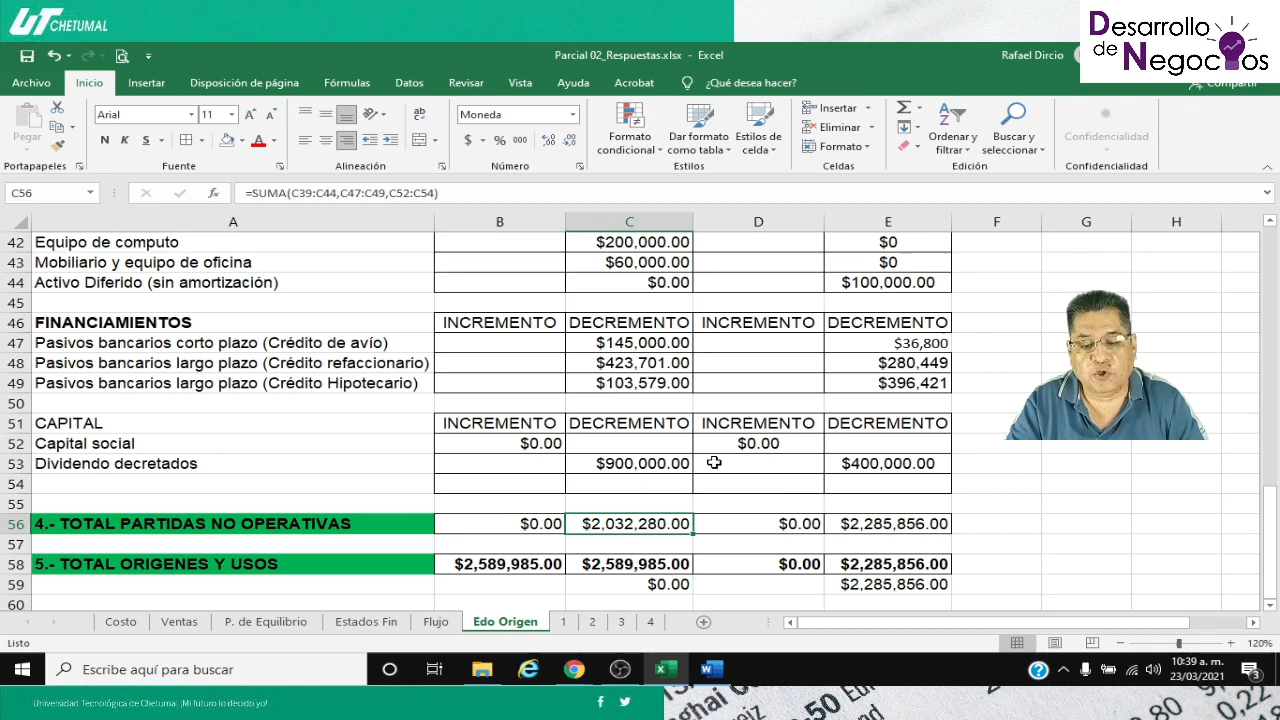 UT CHETUMAL
Desarrollo de Negocios
Parcial 02_Respuestas.xlsx - Excel
Rafael Dircio
Archivo Inicio Insertar Disposición de página Fórmulas Datos Revisar Vista Ayuda Acrobat ¿Qué desea hacer? Compartir
Pegar
Arial 11
N K S
Moneda
$ % 000
Formato condicional
Dar formato como tabla
Estilos de celda
Insertar
Eliminar
Formato
Ordenar y filtrar
Buscar y seleccionar
Confidencialidad
Portapapeles Fuente Alineación Número Estilos Celdas Edición Confidencialidad
C56 fx =SUMA(C39:C44,C47:C49,C52:C54)
A B C D E F G H
42 Equipo de computo $200,000.00 $0
43 Mobiliario y equipo de oficina $60,000.00 $0
44 Activo Diferido (sin amortización) $0.00 $100,000.00
45
46 FINANCIAMIENTOS INCREMENTO DECREMENTO INCREMENTO DECREMENTO
47 Pasivos bancarios corto plazo (Crédito de avío) $145,000.00 $36,800
48 Pasivos bancarios largo plazo (Crédito refaccionario) $423,701.00 $280,449
49 Pasivos bancarios largo plazo (Crédito Hipotecario) $103,579.00 $396,421
50
51 CAPITAL INCREMENTO DECREMENTO INCREMENTO DECREMENTO
52 Capital social $0.00 $0.00
53 Dividendo decretados $900,000.00 $400,000.00
54
55
56 4.- TOTAL PARTIDAS NO OPERATIVAS $0.00 $2,032,280.00 $0.00 $2,285,856.00
57
58 5.- TOTAL ORIGENES Y USOS $2,589,985.00 $2,589,985.00 $0.00 $2,285,856.00
59 $0.00 $2,285,856.00
60
Costo Ventas P. de Equilibrio Estados Fin Flujo Edo Origen 1 2 3 4
Listo 120%
Escribe aquí para buscar
10:39 a. m.
23/03/2021
3
Universidad Tecnológica de Chetumal ¡Mi futuro lo decido yo!